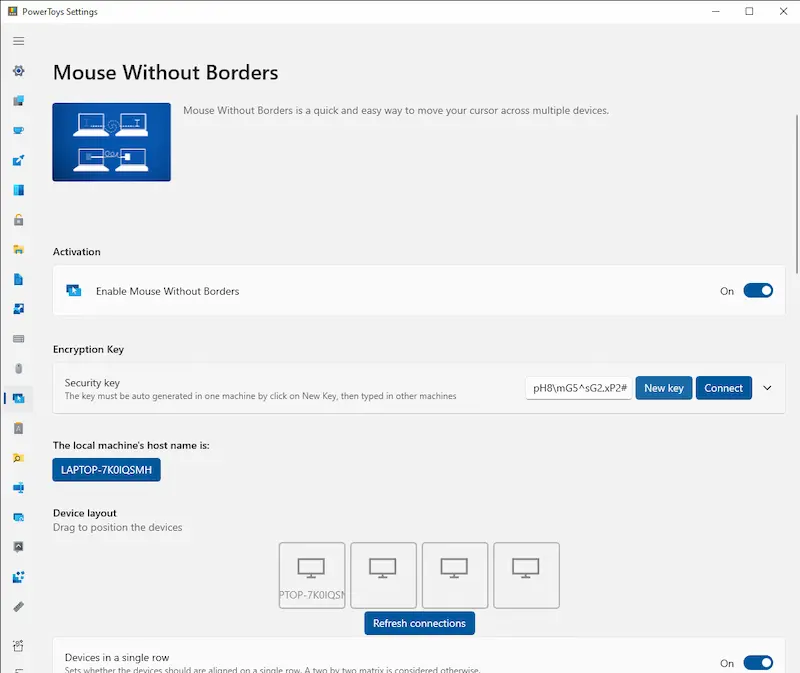 PowerToys Settings
Mouse Without Borders
Mouse Without Borders is a quick and easy way to move your cursor across multiple devices.
Activation
Enable Mouse Without Borders
On
Encryption Key
Security key
The key must be auto generated in one machine by click on New Key, then typed in other machines
pH8\mG5^sG2.xP2#
New key
Connect
The local machine's host name is:
LAPTOP-7K0IQSMH
Device layout
Drag to position the devices
PTOP-7K0IQSM
Refresh connections
Devices in a single row
Sets whether the devices should are aligned on a single row. A two by two matrix is considered otherwise.
On